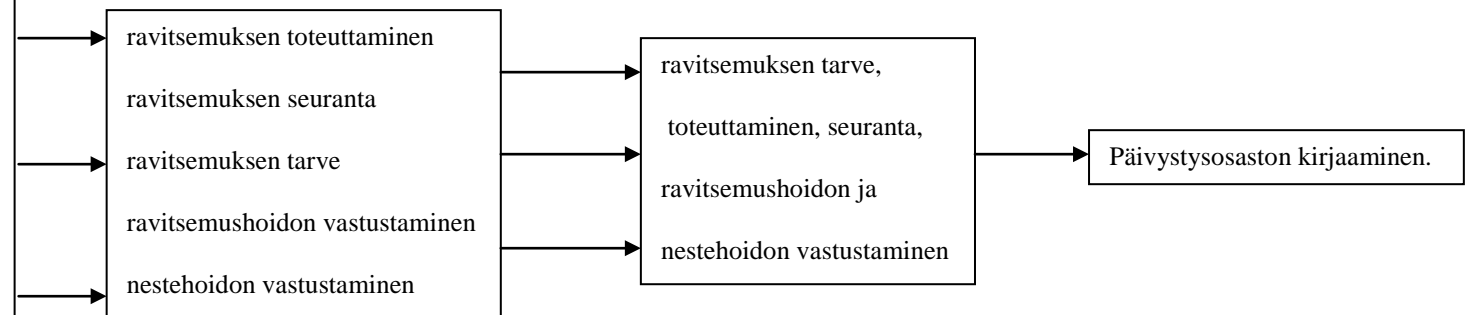 ravitsemuksen toteuttaminen
ravitsemuksen seuranta
ravitsemuksen tarve
ravitsemushoidon vastustaminen
nestehoidon vastustaminen
ravitsemuksen tarve,
toteuttaminen, seuranta,
ravitsemushoidon ja
nestehoidon vastustaminen
Päivystysosaston kirjaaminen.